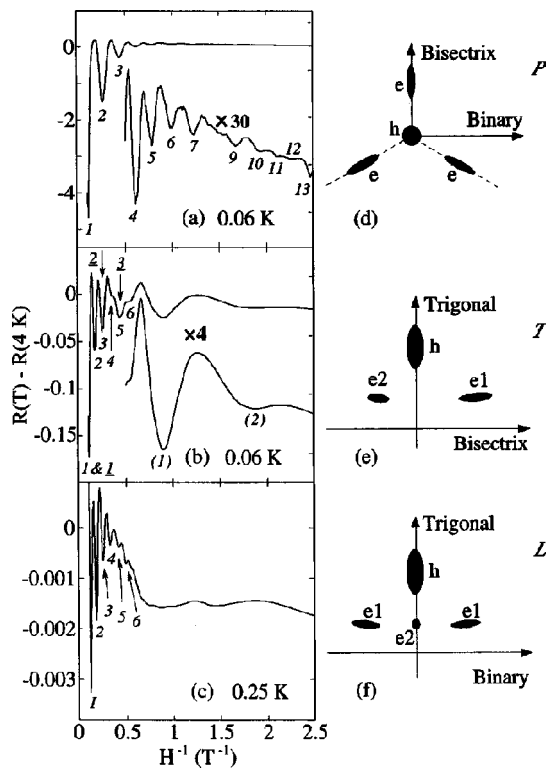 0
-2
-4
1
2
3
4
5
6
7
×30
9
10
11
12
13
(a) 0.06 K
Bisectrix
P
e
h
Binary
e
e
(d)
R(T) - R(4 K)
0
-0.05
-0.1
-0.15
2
3
3
5
6
2
4
×4
(1)
(2)
1 & 1
(b) 0.06 K
Trigonal
T
h
e2
e1
(e)
Bisectrix
0
-0.001
-0.002
-0.003
4
2
3
5
6
1
(c) 0.25 K
Trigonal
L
h
e1
e1
e2
(f)
Binary
0
0.5
1
1.5
2
2.5
H⁻¹ (T⁻¹)